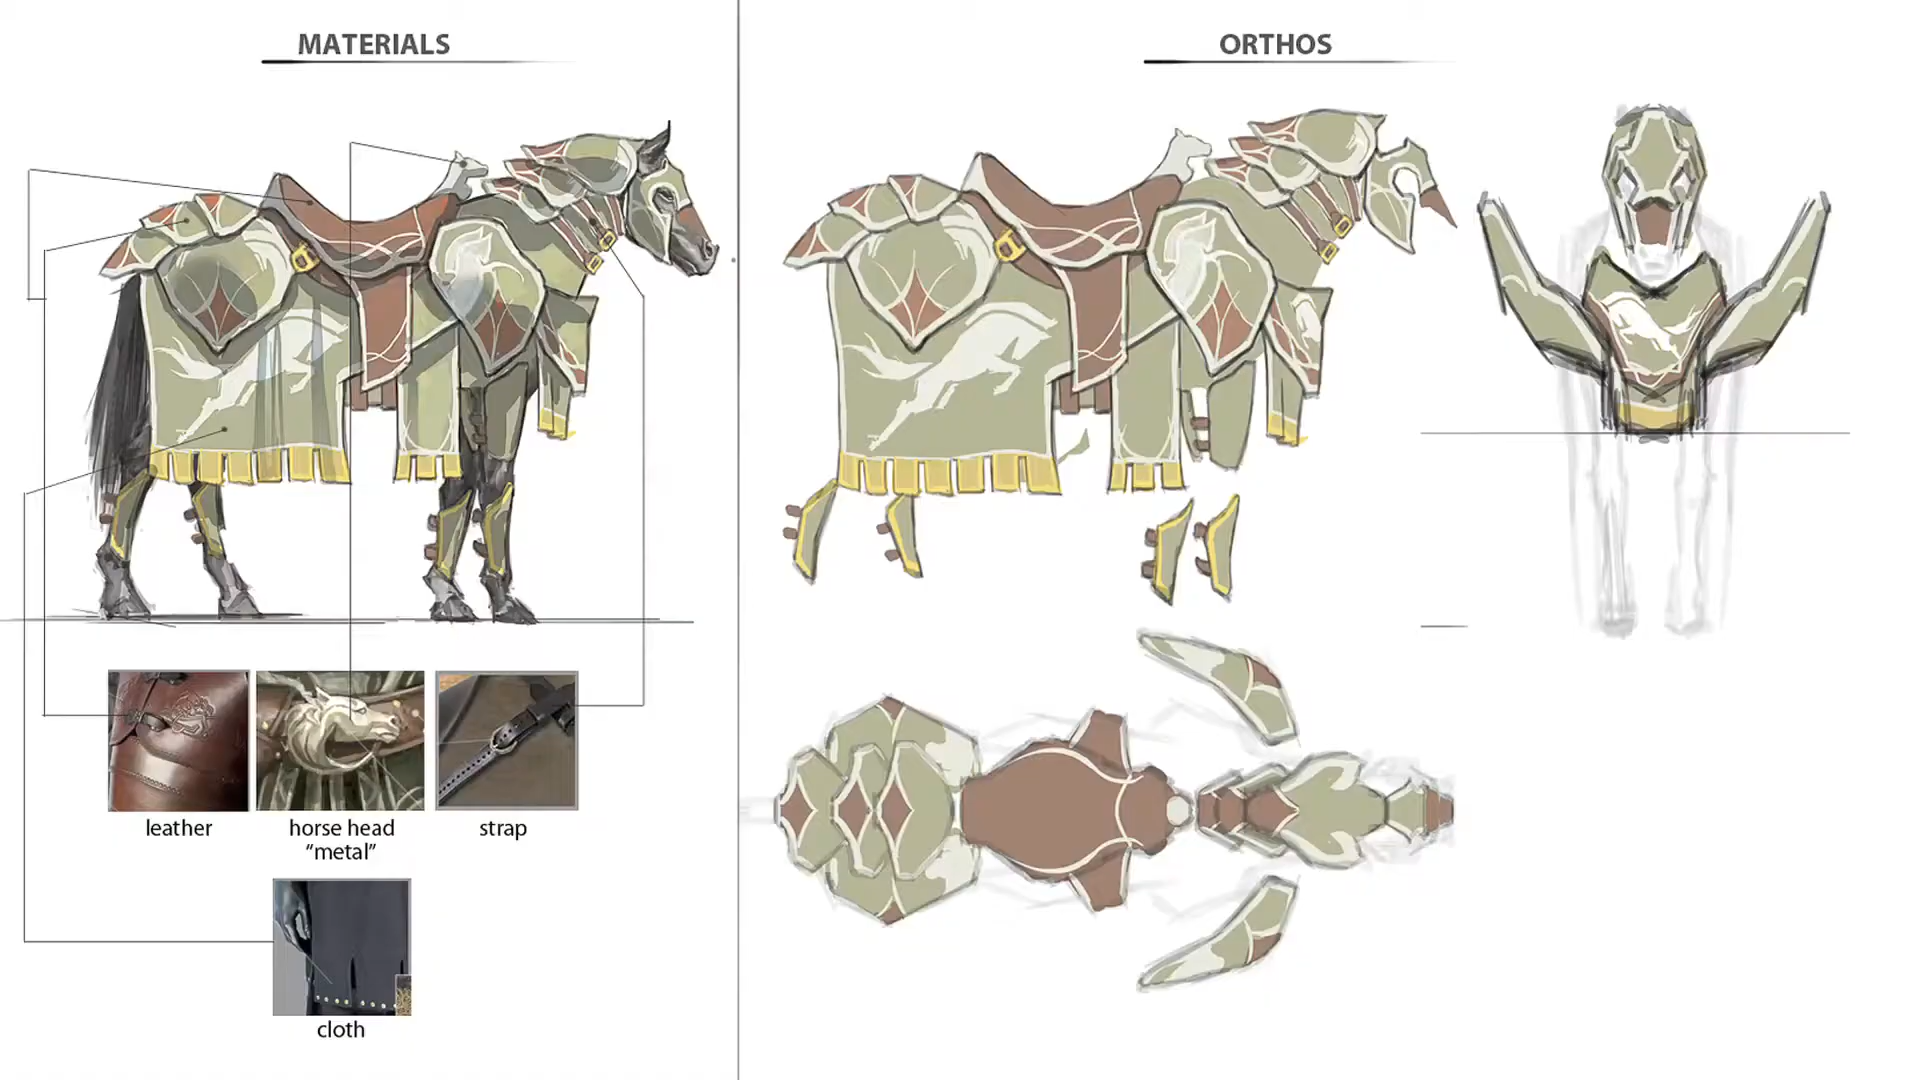 MATERIALS
ORTHOS
leather
horse head
“metal”
strap
cloth